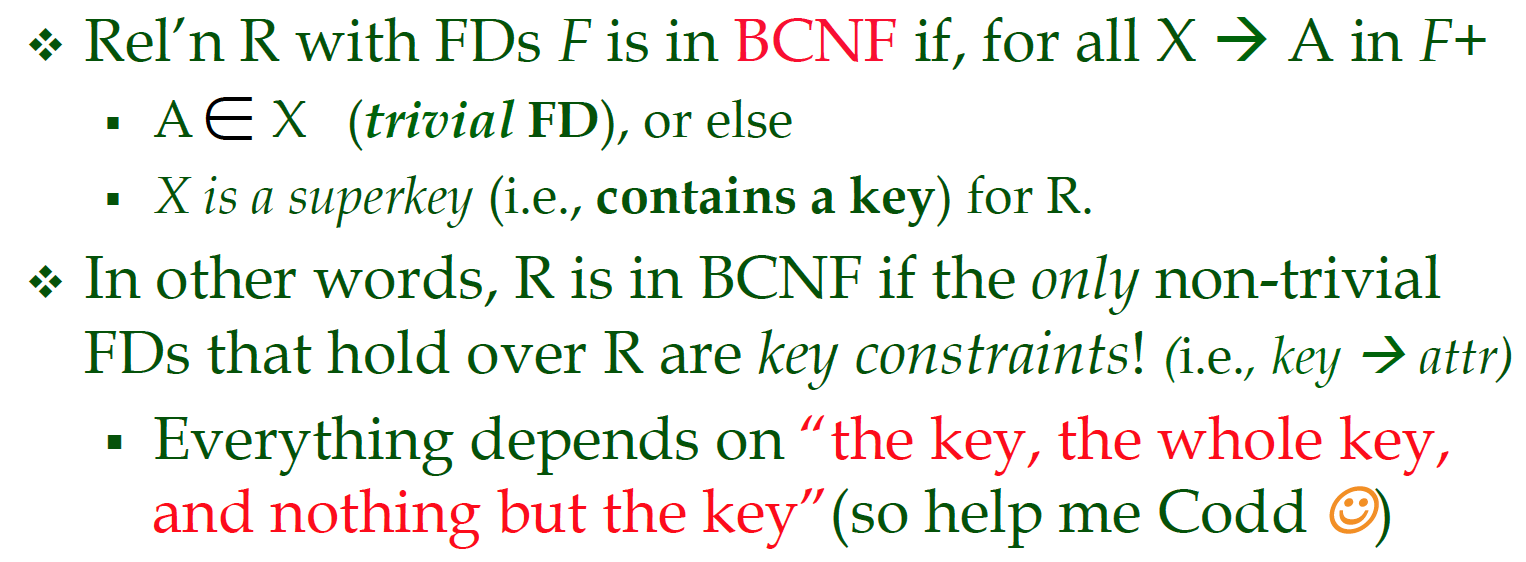 ❖ Rel’n R with FDs F is in BCNF if, for all X → A in F+
▪ A ∈ X (trivial FD), or else
▪ X is a superkey (i.e., contains a key) for R.
❖ In other words, R is in BCNF if the only non-trivial
FDs that hold over R are key constraints! (i.e., key → attr)
▪ Everything depends on “the key, the whole key,
and nothing but the key”(so help me Codd ☺)